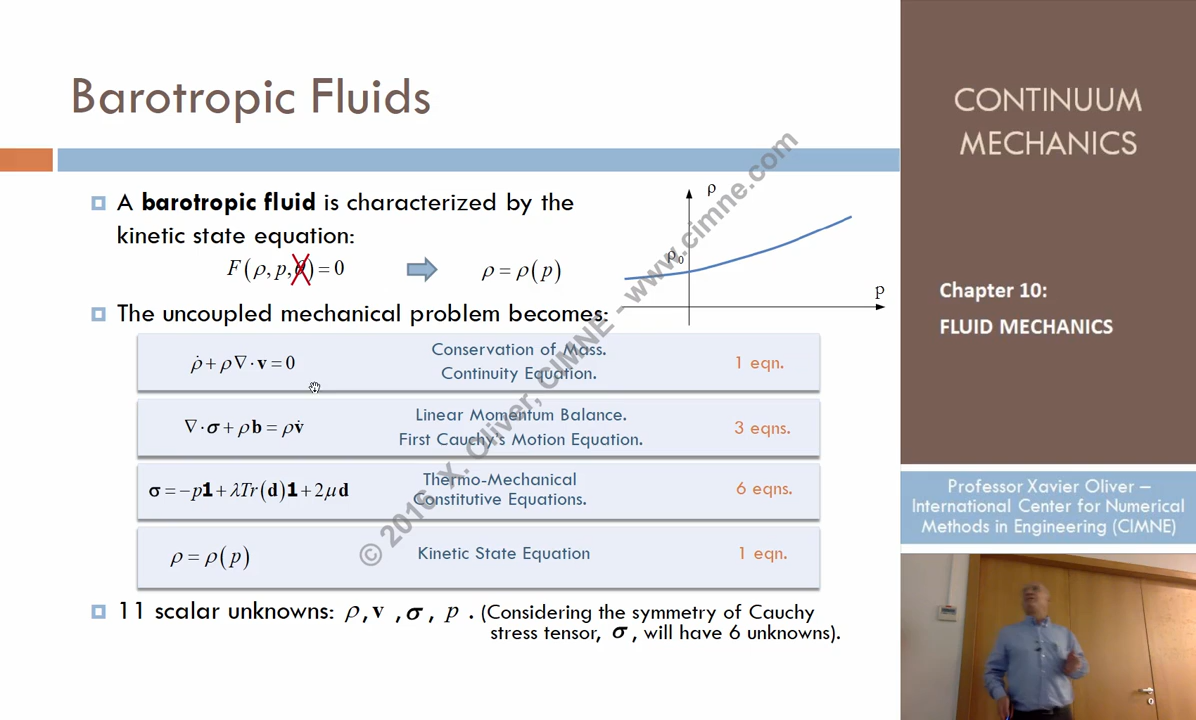 Barotropic Fluids
A barotropic fluid is characterized by the
kinetic state equation:
F(ρ, p, θ) = 0
ρ = ρ(p)
ρ
ρ₀
p
The uncoupled mechanical problem becomes:
ρ̇ + ρ∇·v = 0
Conservation of Mass.
Continuity Equation.
1 eqn.
∇·σ + ρb = ρv̇
Linear Momentum Balance.
First Cauchy's Motion Equation.
3 eqns.
σ = −p1 + λTr(d)1 + 2μd
Thermo-Mechanical
Constitutive Equations.
6 eqns.
ρ = ρ(p)
Kinetic State Equation
1 eqn.
11 scalar unknowns: ρ, v, σ, p. (Considering the symmetry of Cauchy
stress tensor, σ, will have 6 unknowns).
© 2016 X. Oliver, CIMNE - www.cimne.com
CONTINUUM
MECHANICS
Chapter 10:
FLUID MECHANICS
Professor Xavier Oliver –
International Center for Numerical
Methods in Engineering (CIMNE)